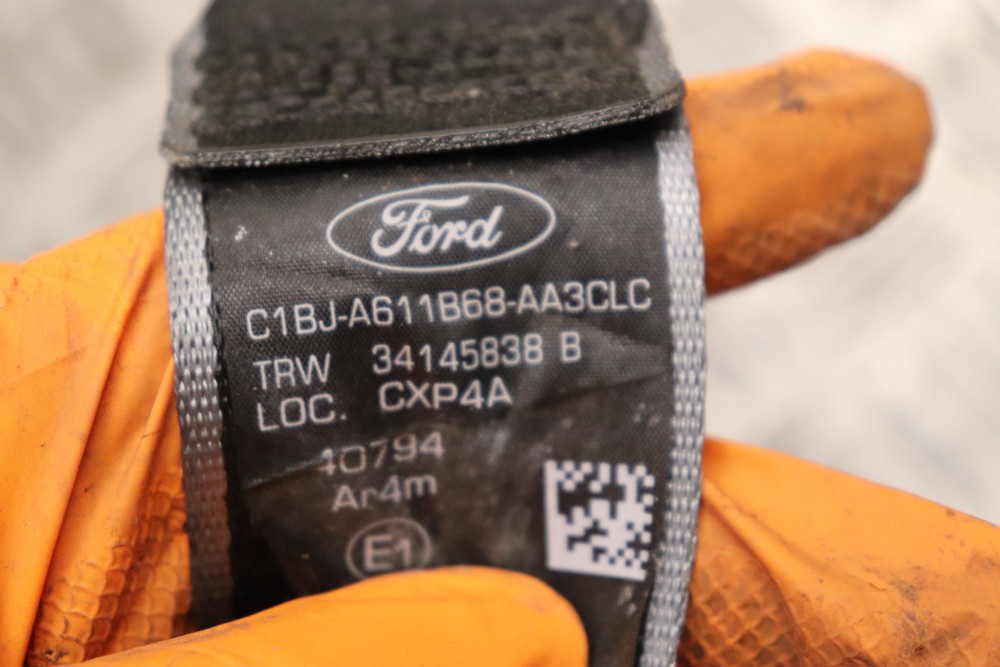 Ford
C1BJ-A611B68-AA3CLC
TRW 34145838 B
LOC. CXP4A
40794
Ar4m
E1